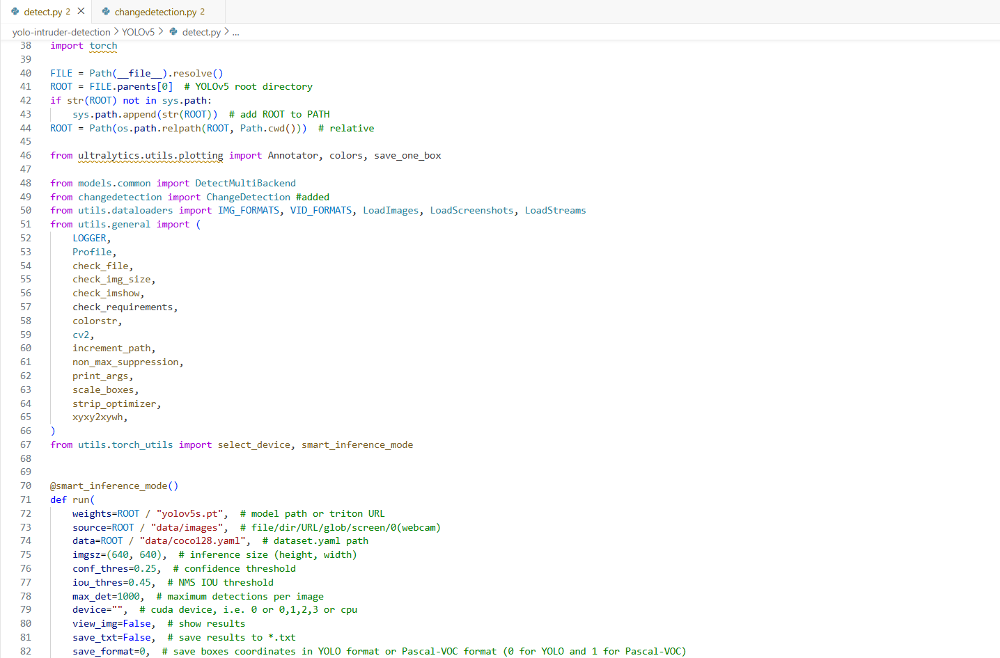 detect.py 2 × changedetection.py 2
yolo-intruder-detection > YOLOv5 > detect.py > ...
38 import torch
39
40 FILE = Path(__file__).resolve()
41 ROOT = FILE.parents[0]  # YOLOv5 root directory
42 if str(ROOT) not in sys.path:
43     sys.path.append(str(ROOT))  # add ROOT to PATH
44 ROOT = Path(os.path.relpath(ROOT, Path.cwd()))  # relative
45
46 from ultralytics.utils.plotting import Annotator, colors, save_one_box
47
48 from models.common import DetectMultiBackend
49 from changedetection import ChangeDetection #added
50 from utils.dataloaders import IMG_FORMATS, VID_FORMATS, LoadImages, LoadScreenshots, LoadStreams
51 from utils.general import (
52     LOGGER,
53     Profile,
54     check_file,
55     check_img_size,
56     check_imshow,
57     check_requirements,
58     colorstr,
59     cv2,
60     increment_path,
61     non_max_suppression,
62     print_args,
63     scale_boxes,
64     strip_optimizer,
65     xyxy2xywh,
66 )
67 from utils.torch_utils import select_device, smart_inference_mode
68
69
70 @smart_inference_mode()
71 def run(
72     weights=ROOT / "yolov5s.pt",  # model path or triton URL
73     source=ROOT / "data/images",  # file/dir/URL/glob/screen/0(webcam)
74     data=ROOT / "data/coco128.yaml",  # dataset.yaml path
75     imgsz=(640, 640),  # inference size (height, width)
76     conf_thres=0.25,  # confidence threshold
77     iou_thres=0.45,  # NMS IOU threshold
78     max_det=1000,  # maximum detections per image
79     device="",  # cuda device, i.e. 0 or 0,1,2,3 or cpu
80     view_img=False,  # show results
81     save_txt=False,  # save results to *.txt
82     save_format=0,  # save boxes coordinates in YOLO format or Pascal-VOC format (0 for YOLO and 1 for Pascal-VOC)